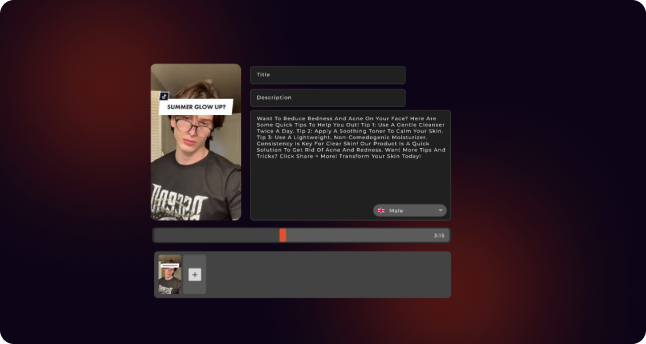 SUMMER GLOW UP?
Title
Description
Want To Reduce Redness And Acne On Your Face? Here Are
Some Quick Tips To Help You Out! Tip 1: Use A Gentle Cleanser
Twice A Day. Tip 2: Apply A Soothing Toner To Calm Your Skin.
Tip 3: Use A Lightweight, Non-Comedogenic Moisturizer.
Consistency Is Key For Clear Skin! Our Product Is A Quick
Solution To Get Rid Of Acne And Redness. Want More Tips And
Tricks? Click Share + More! Transform Your Skin Today!
Male
3:15